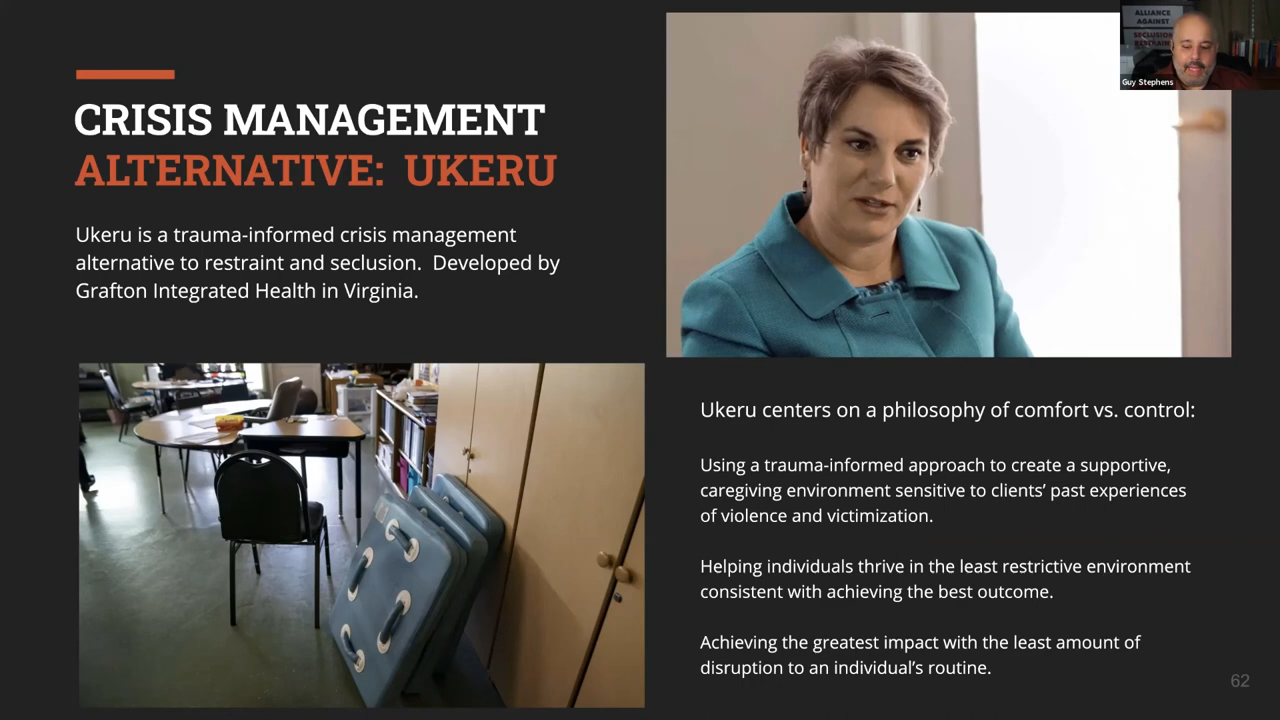 CRISIS MANAGEMENT
ALTERNATIVE: UKERU
Ukeru is a trauma-informed crisis management
alternative to restraint and seclusion. Developed by
Grafton Integrated Health in Virginia.
ALLIANCE
AGAINST
SECLUSION
RESTRAINT
Guy Stephens
Ukeru centers on a philosophy of comfort vs. control:
Using a trauma-informed approach to create a supportive,
caregiving environment sensitive to clients’ past experiences
of violence and victimization.
Helping individuals thrive in the least restrictive environment
consistent with achieving the best outcome.
Achieving the greatest impact with the least amount of
disruption to an individual’s routine.
62